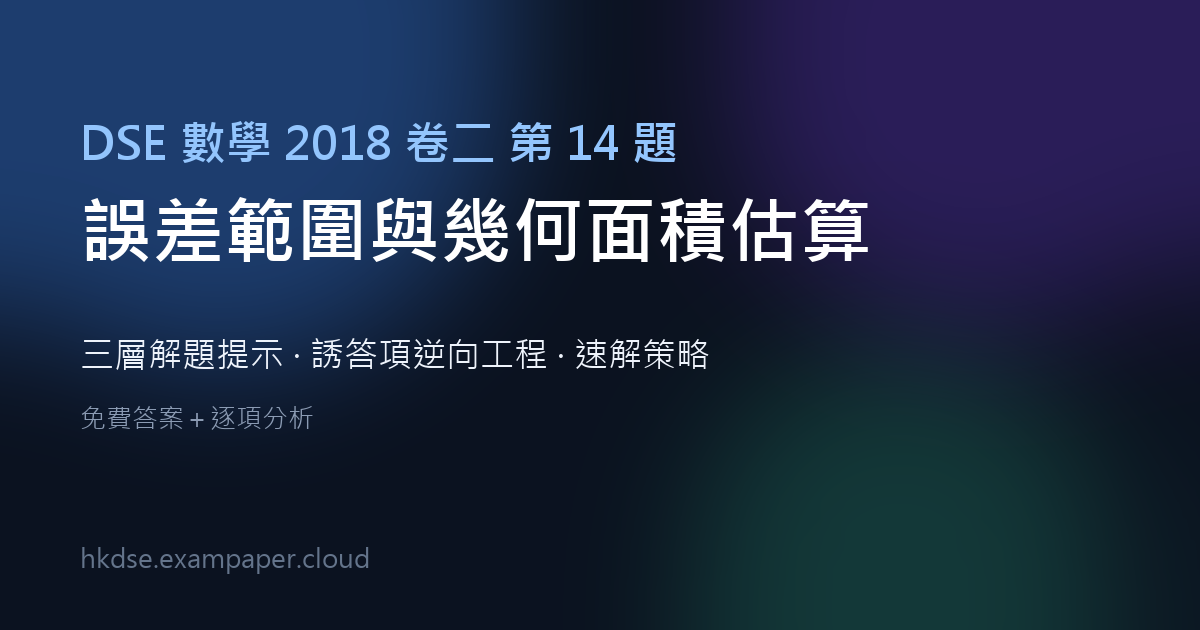 DSE 數學 2018 卷二 第 14 題
誤差範圍與幾何面積估算
三層解題提示 · 誘答項逆向工程 · 速解策略
免費答案 + 逐項分析
hkdse.exampaper.cloud